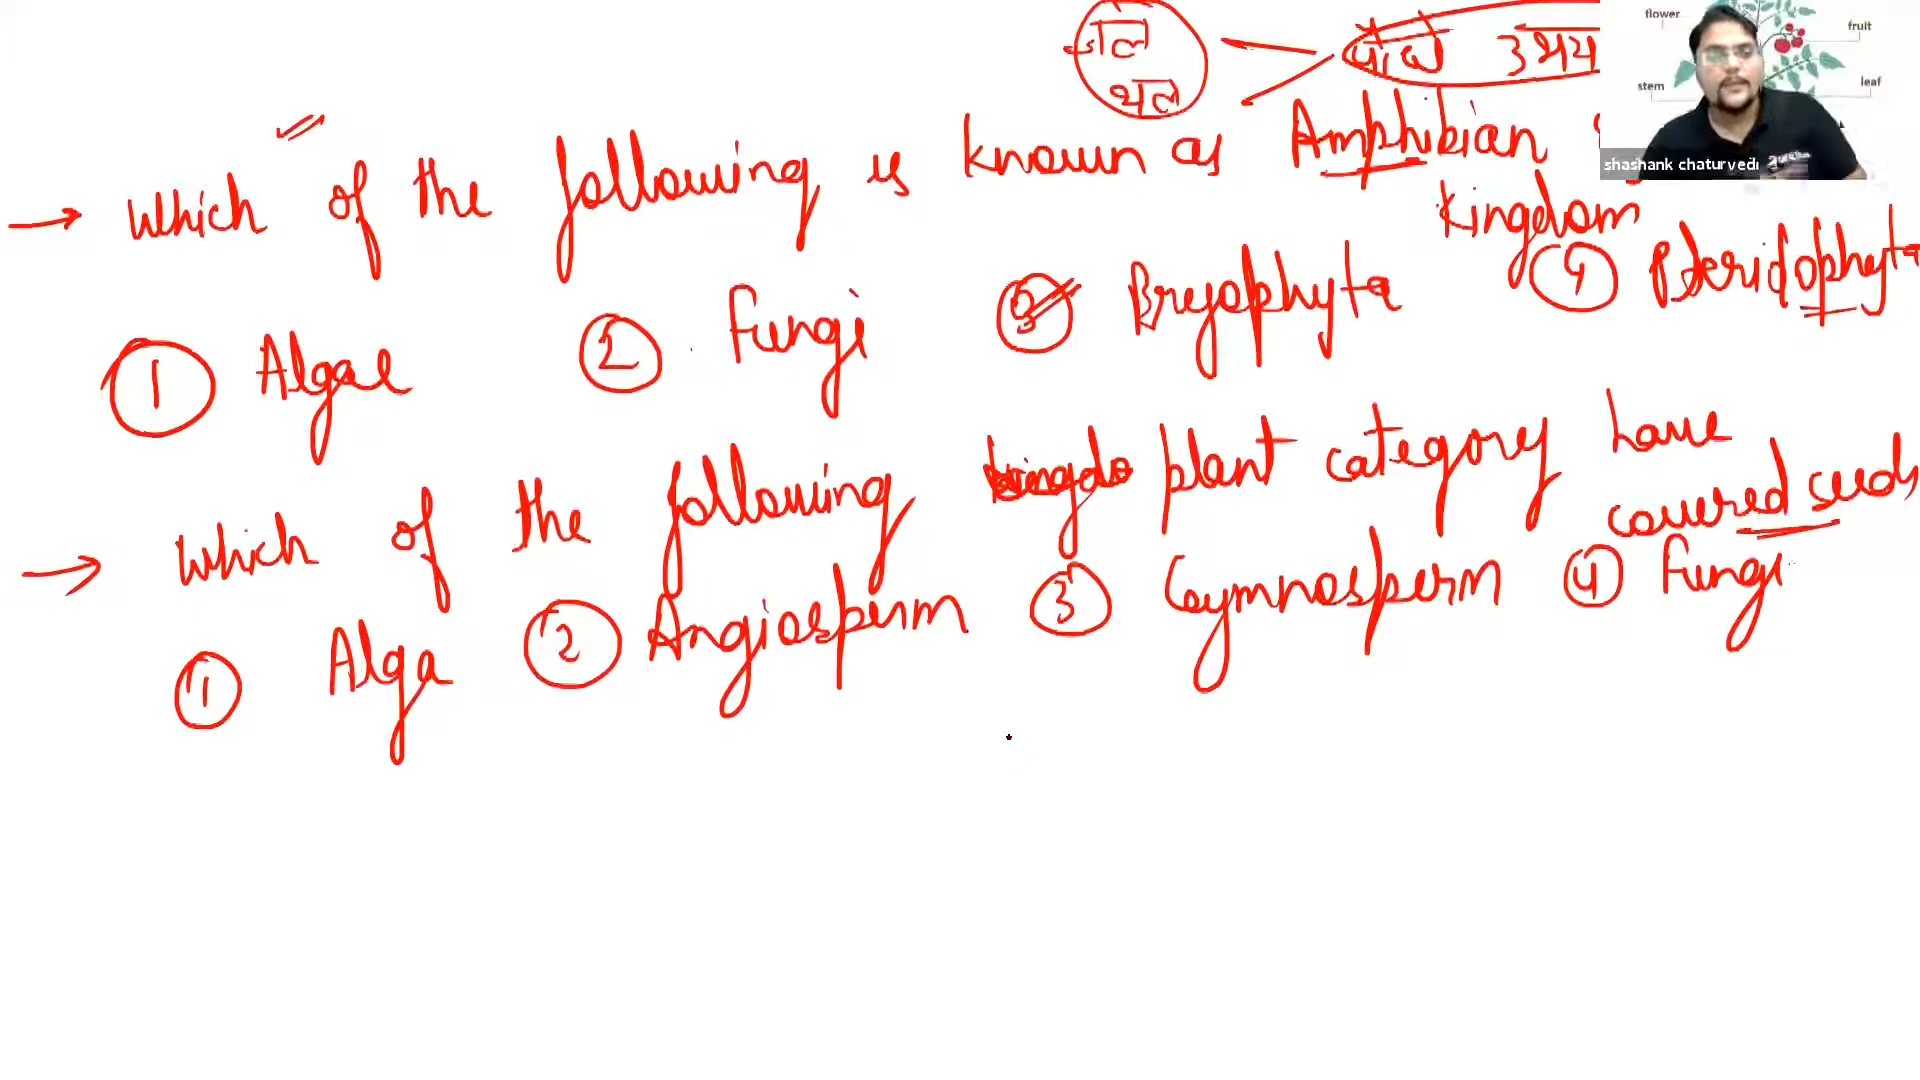 जल
थल
पादप उभय
flower
fruit
stem
leaf
shashank chaturvedi
→ Which of the following is known as Amphibian
Kingdom
① Algae ② Fungi ③ Bryophyta ④ Pteridophyta
→ Which of the following kingdo plant category have
covered seeds
① Alga ② Angiosperm ③ Gymnosperm ④ Fungi